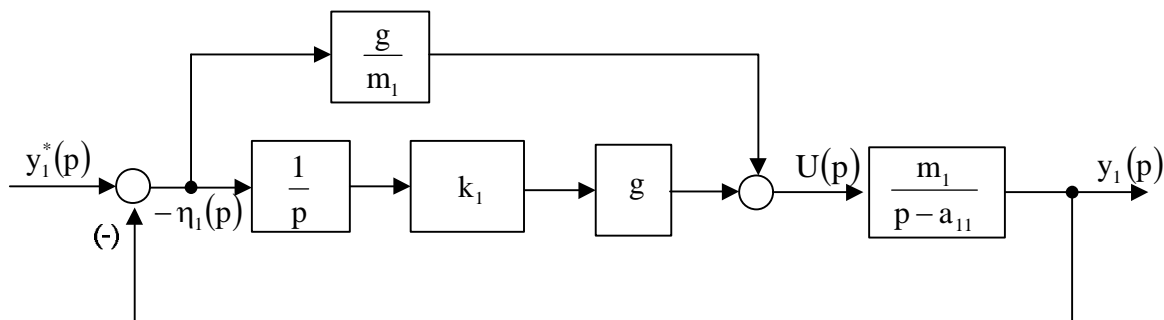 g
m₁
y₁*(p)
−η₁(p)
(-)
1
p
k₁
g
U(p)
m₁
p − a₁₁
y₁(p)